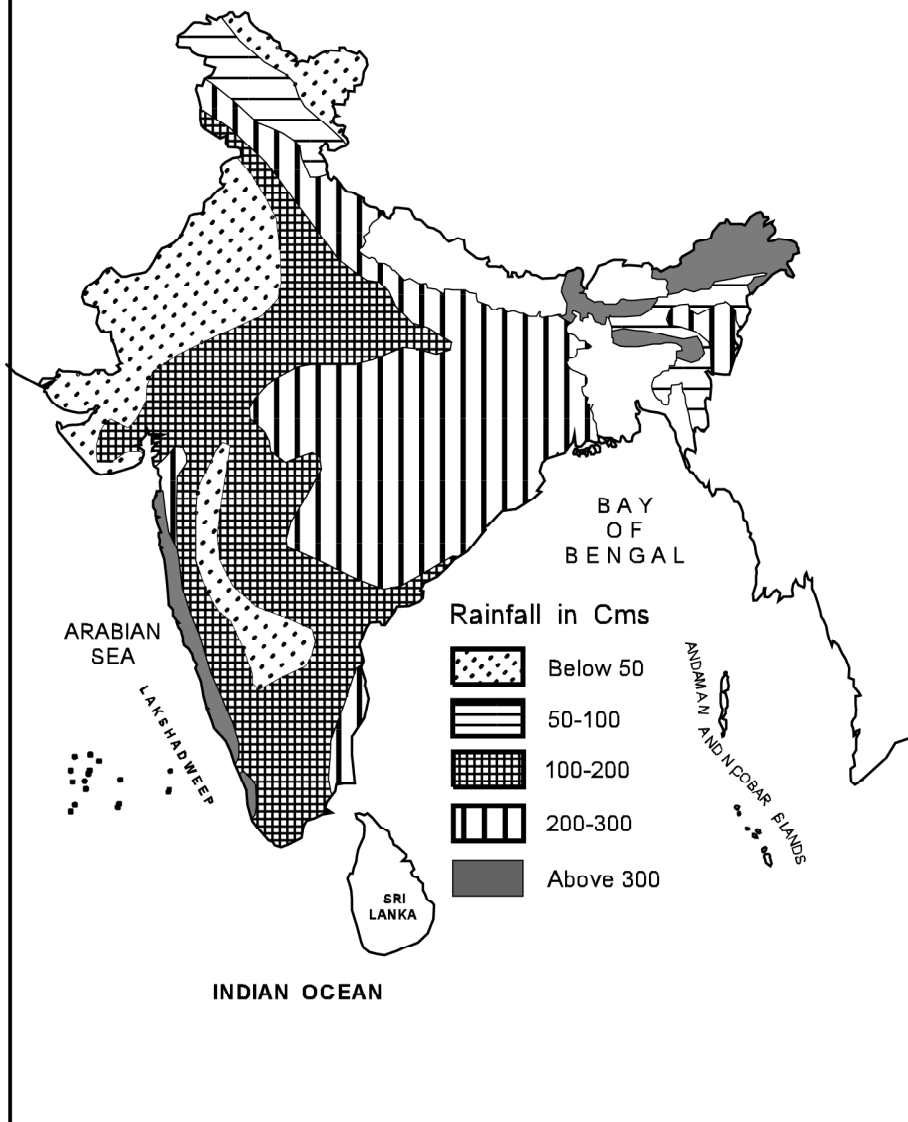 BAY
OF
BENGAL
Rainfall in Cms
ARABIAN
SEA
Below 50
50-100
100-200
200-300
Above 300
LAKSHADWEEP
ANDAMAN AND NICOBAR ISLANDS
SRI
LANKA
INDIAN OCEAN